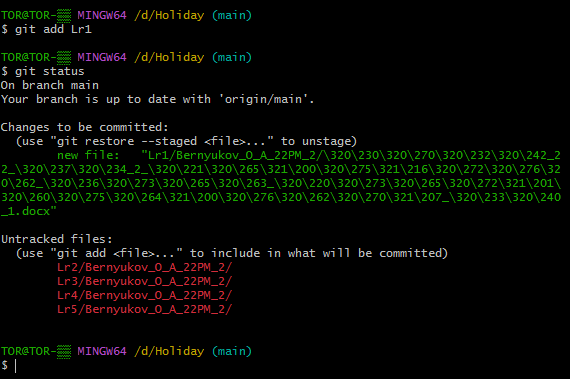 TOR@TOR-▒▒ MINGW64 /d/Holiday (main)
$ git add Lr1
TOR@TOR-▒▒ MINGW64 /d/Holiday (main)
$ git status
On branch main
Your branch is up to date with 'origin/main'.
Changes to be committed:
  (use "git restore --staged <file>..." to unstage)
        new file:   "Lr1/Bernyukov_O_A_22PM_2/\320\230\320\270\320\232\320\242_2
2_\320\237\320\234_2_\320\221\320\265\321\200\320\275\321\216\320\272\320\276\32
0\262_\320\236\320\273\320\265\320\263_\320\220\320\273\320\265\320\272\321\201\
320\260\320\275\320\264\321\200\320\276\320\262\320\270\321\207_\320\233\320\240
_1.docx"
Untracked files:
  (use "git add <file>..." to include in what will be committed)
        Lr2/Bernyukov_O_A_22PM_2/
        Lr3/Bernyukov_O_A_22PM_2/
        Lr4/Bernyukov_O_A_22PM_2/
        Lr5/Bernyukov_O_A_22PM_2/
TOR@TOR-▒▒ MINGW64 /d/Holiday (main)
$